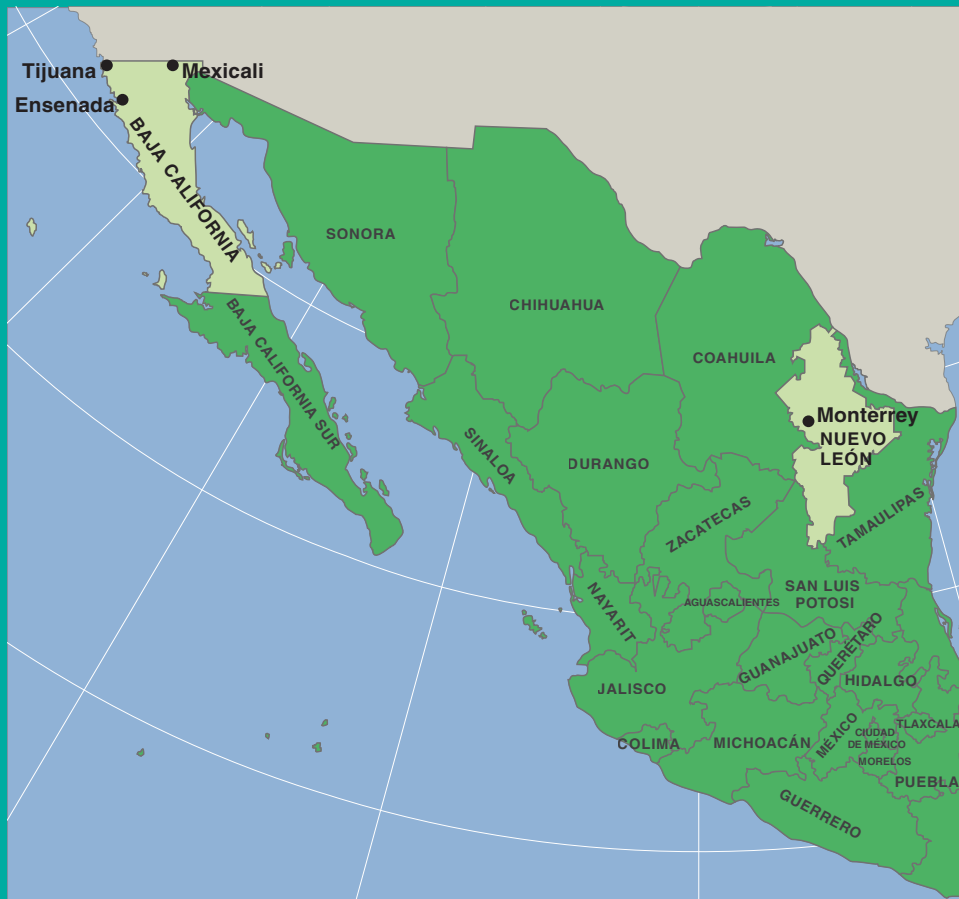 Tijuana
Mexicali
Ensenada
BAJA CALIFORNIA
SONORA
CHIHUAHUA
COAHUILA
BAJA CALIFORNIA SUR
Monterrey
NUEVO
LEÓN
SINALOA
DURANGO
ZACATECAS
TAMAULIPAS
NAYARIT
AGUASCALIENTES
SAN LUIS
POTOSI
GUANAJUATO
QUERÉTARO
HIDALGO
JALISCO
COLIMA
MICHOACÁN
MÉXICO
CIUDAD
DE MÉXICO
TLAXCALA
MORELOS
PUEBLA
GUERRERO